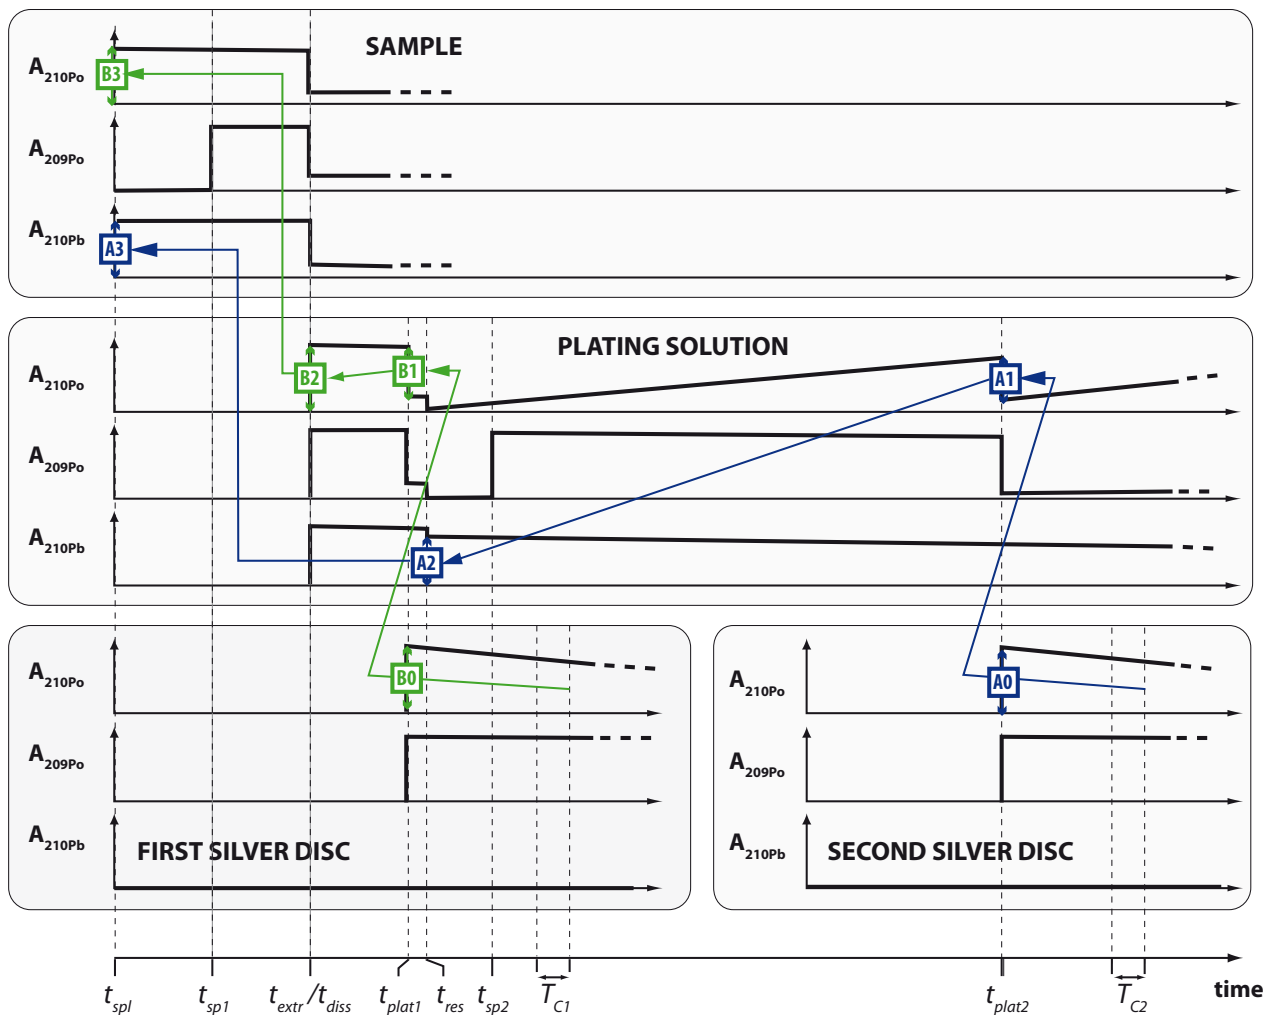 SAMPLE
A210Po
B3
A209Po
A210Pb
A3
PLATING SOLUTION
A210Po
B2
B1
A1
A209Po
A210Pb
A2
A210Po
B0
A209Po
A210Pb
FIRST SILVER DISC
A210Po
A0
A209Po
A210Pb
SECOND SILVER DISC
tspl tsp1 textr/tdiss tplat1 tres tsp2 TC1 tplat2 TC2 time